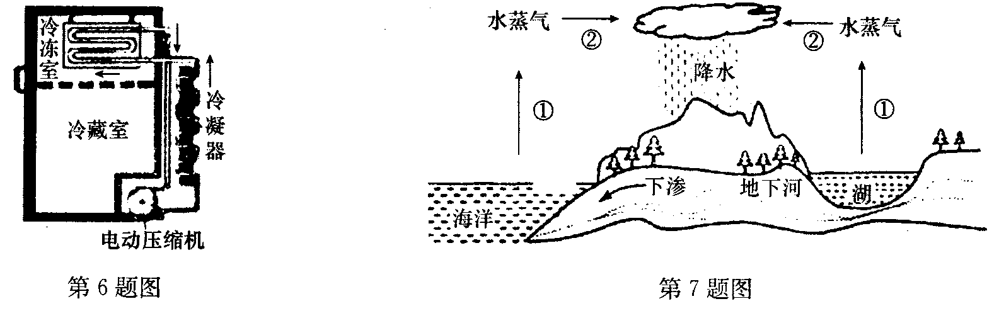 冷冻室
冷藏室
冷凝器
电动压缩机
第6题图
水蒸气
②
②
水蒸气
降水
①
①
下渗
地下河
湖
海洋
第7题图